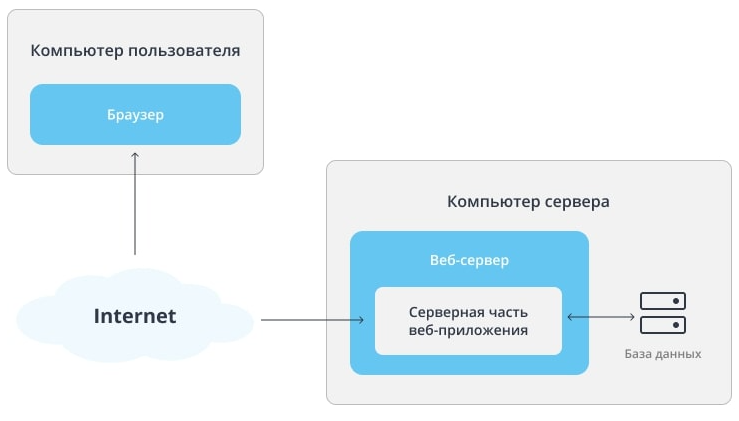 Компьютер пользователя
Браузер
Internet
Компьютер сервера
Веб-сервер
Серверная часть
веб-приложения
База данных